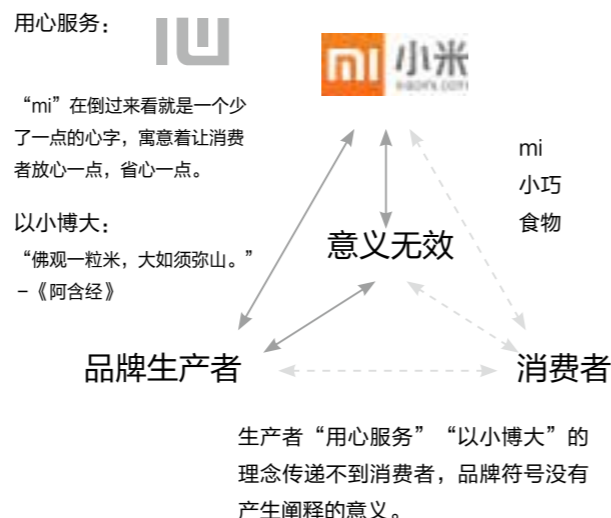 用心服务：
mi 小米
xiaomi.com
“mi”在倒过来看就是一个少
了一点的心字，寓意着让消费
者放心一点，省心一点。
mi
小巧
食物
以小博大：
“佛观一粒米，大如须弥山。”
–《阿含经》
意义无效
品牌生产者
消费者
生产者“用心服务”“以小博大”的
理念传递不到消费者，品牌符号没有
产生阐释的意义。